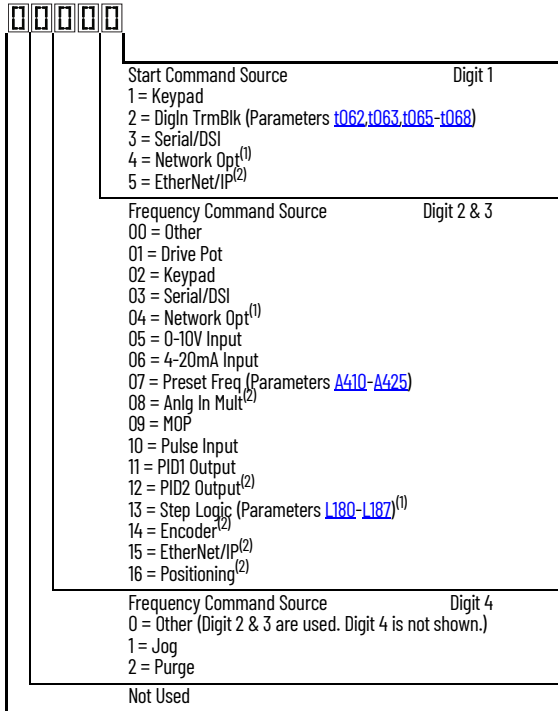 00000
Start Command Source Digit 1
1 = Keypad
2 = DigIn TrmBlk (Parameters t062,t063,t065-t068)
3 = Serial/DSI
4 = Network Opt(1)
5 = EtherNet/IP(2)
Frequency Command Source Digit 2 & 3
00 = Other
01 = Drive Pot
02 = Keypad
03 = Serial/DSI
04 = Network Opt(1)
05 = 0-10V Input
06 = 4-20mA Input
07 = Preset Freq (Parameters A410-A425)
08 = Anlg In Mult(2)
09 = MOP
10 = Pulse Input
11 = PID1 Output
12 = PID2 Output(2)
13 = Step Logic (Parameters L180-L187)(1)
14 = Encoder(2)
15 = EtherNet/IP(2)
16 = Positioning(2)
Frequency Command Source Digit 4
0 = Other (Digit 2 & 3 are used. Digit 4 is not shown.)
1 = Jog
2 = Purge
Not Used